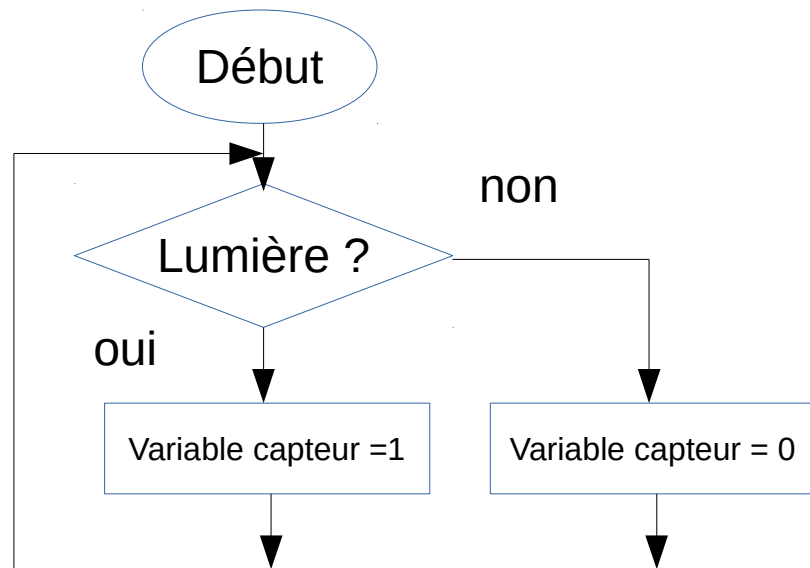 Début
non
Lumière ?
oui
Variable capteur =1
Variable capteur = 0